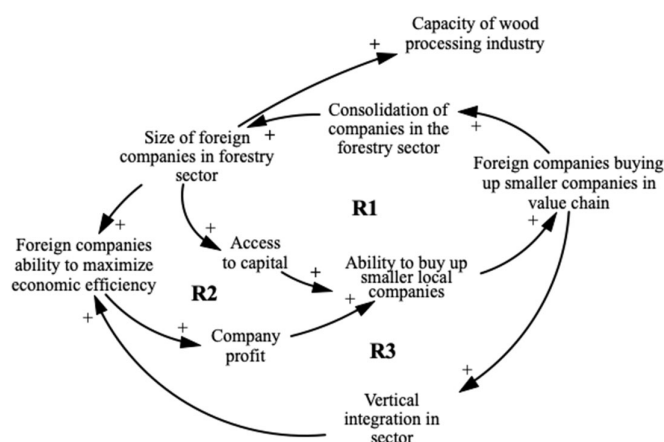 Capacity of wood
processing industry
+
Consolidation of
companies in the
forestry sector
+
+
Size of foreign
companies in forestry
sector
Foreign companies buying
up smaller companies in
value chain
R1
+
+
+
Foreign companies
ability to maximize
economic efficiency
Access
to capital
+
Ability to buy up
smaller local
companies
+
R2
+
+
Company
profit
R3
+
Vertical
integration in
sector